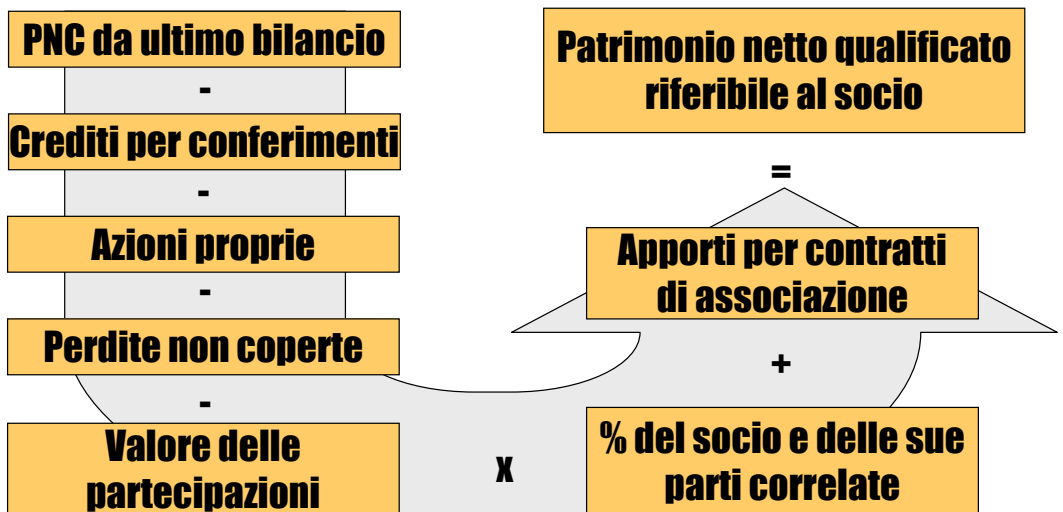 PNC da ultimo bilancio
-
Crediti per conferimenti
-
Azioni proprie
-
Perdite non coperte
-
Valore delle
partecipazioni
x
% del socio e delle sue
parti correlate
+
Apporti per contratti
di associazione
=
Patrimonio netto qualificato
riferibile al socio